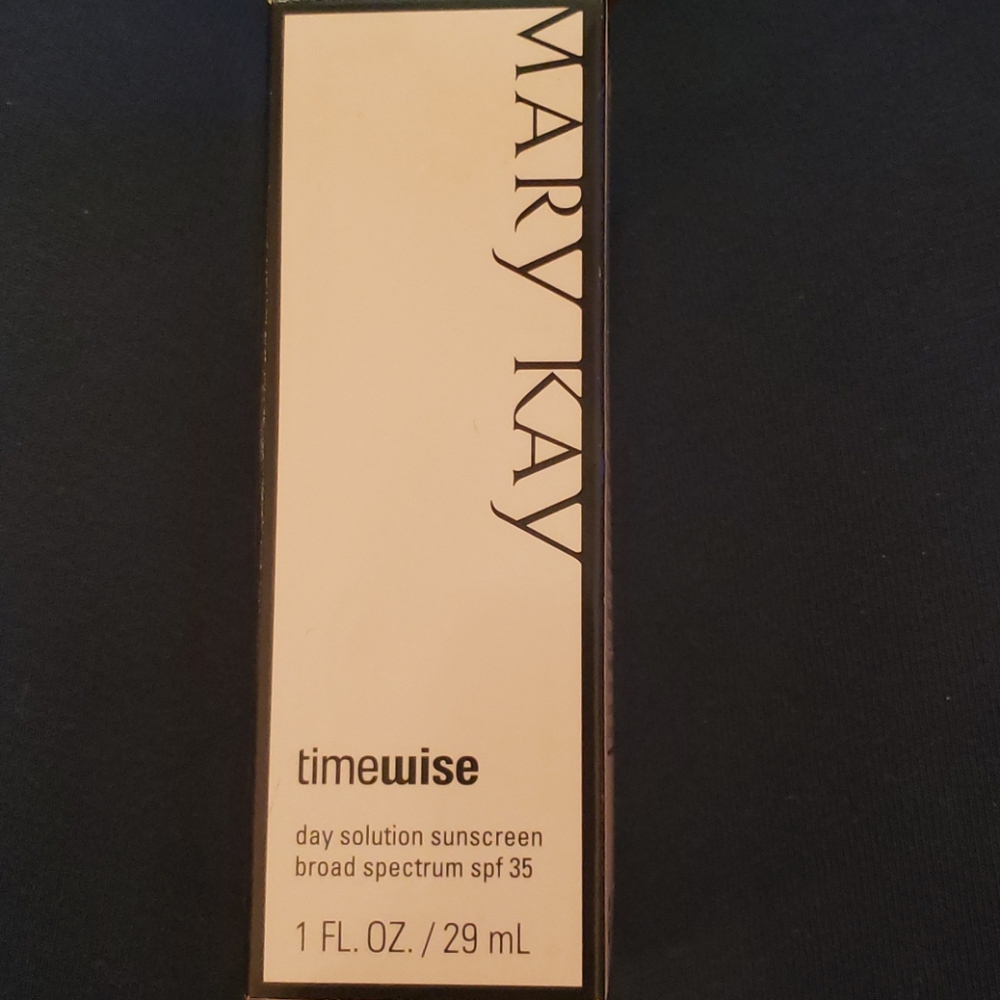 MARY KAY
timewise
day solution sunscreen
broad spectrum spf 35
1 FL. OZ. / 29 mL